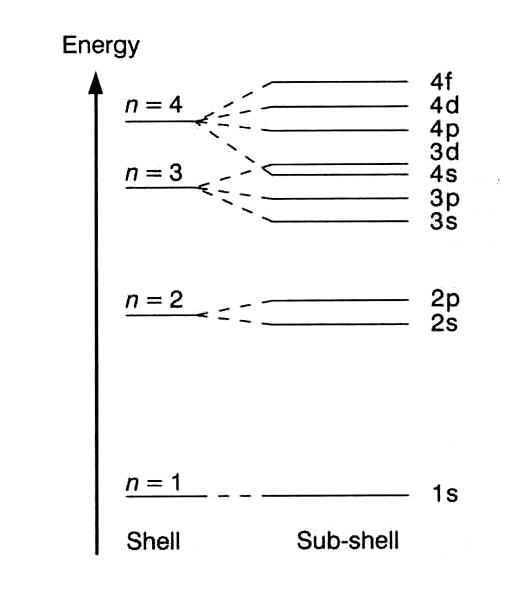 Energy
4f
n = 4
4d
4p
3d
n = 3
4s
3p
3s
n = 2
2p
2s
n = 1
1s
Shell
Sub-shell